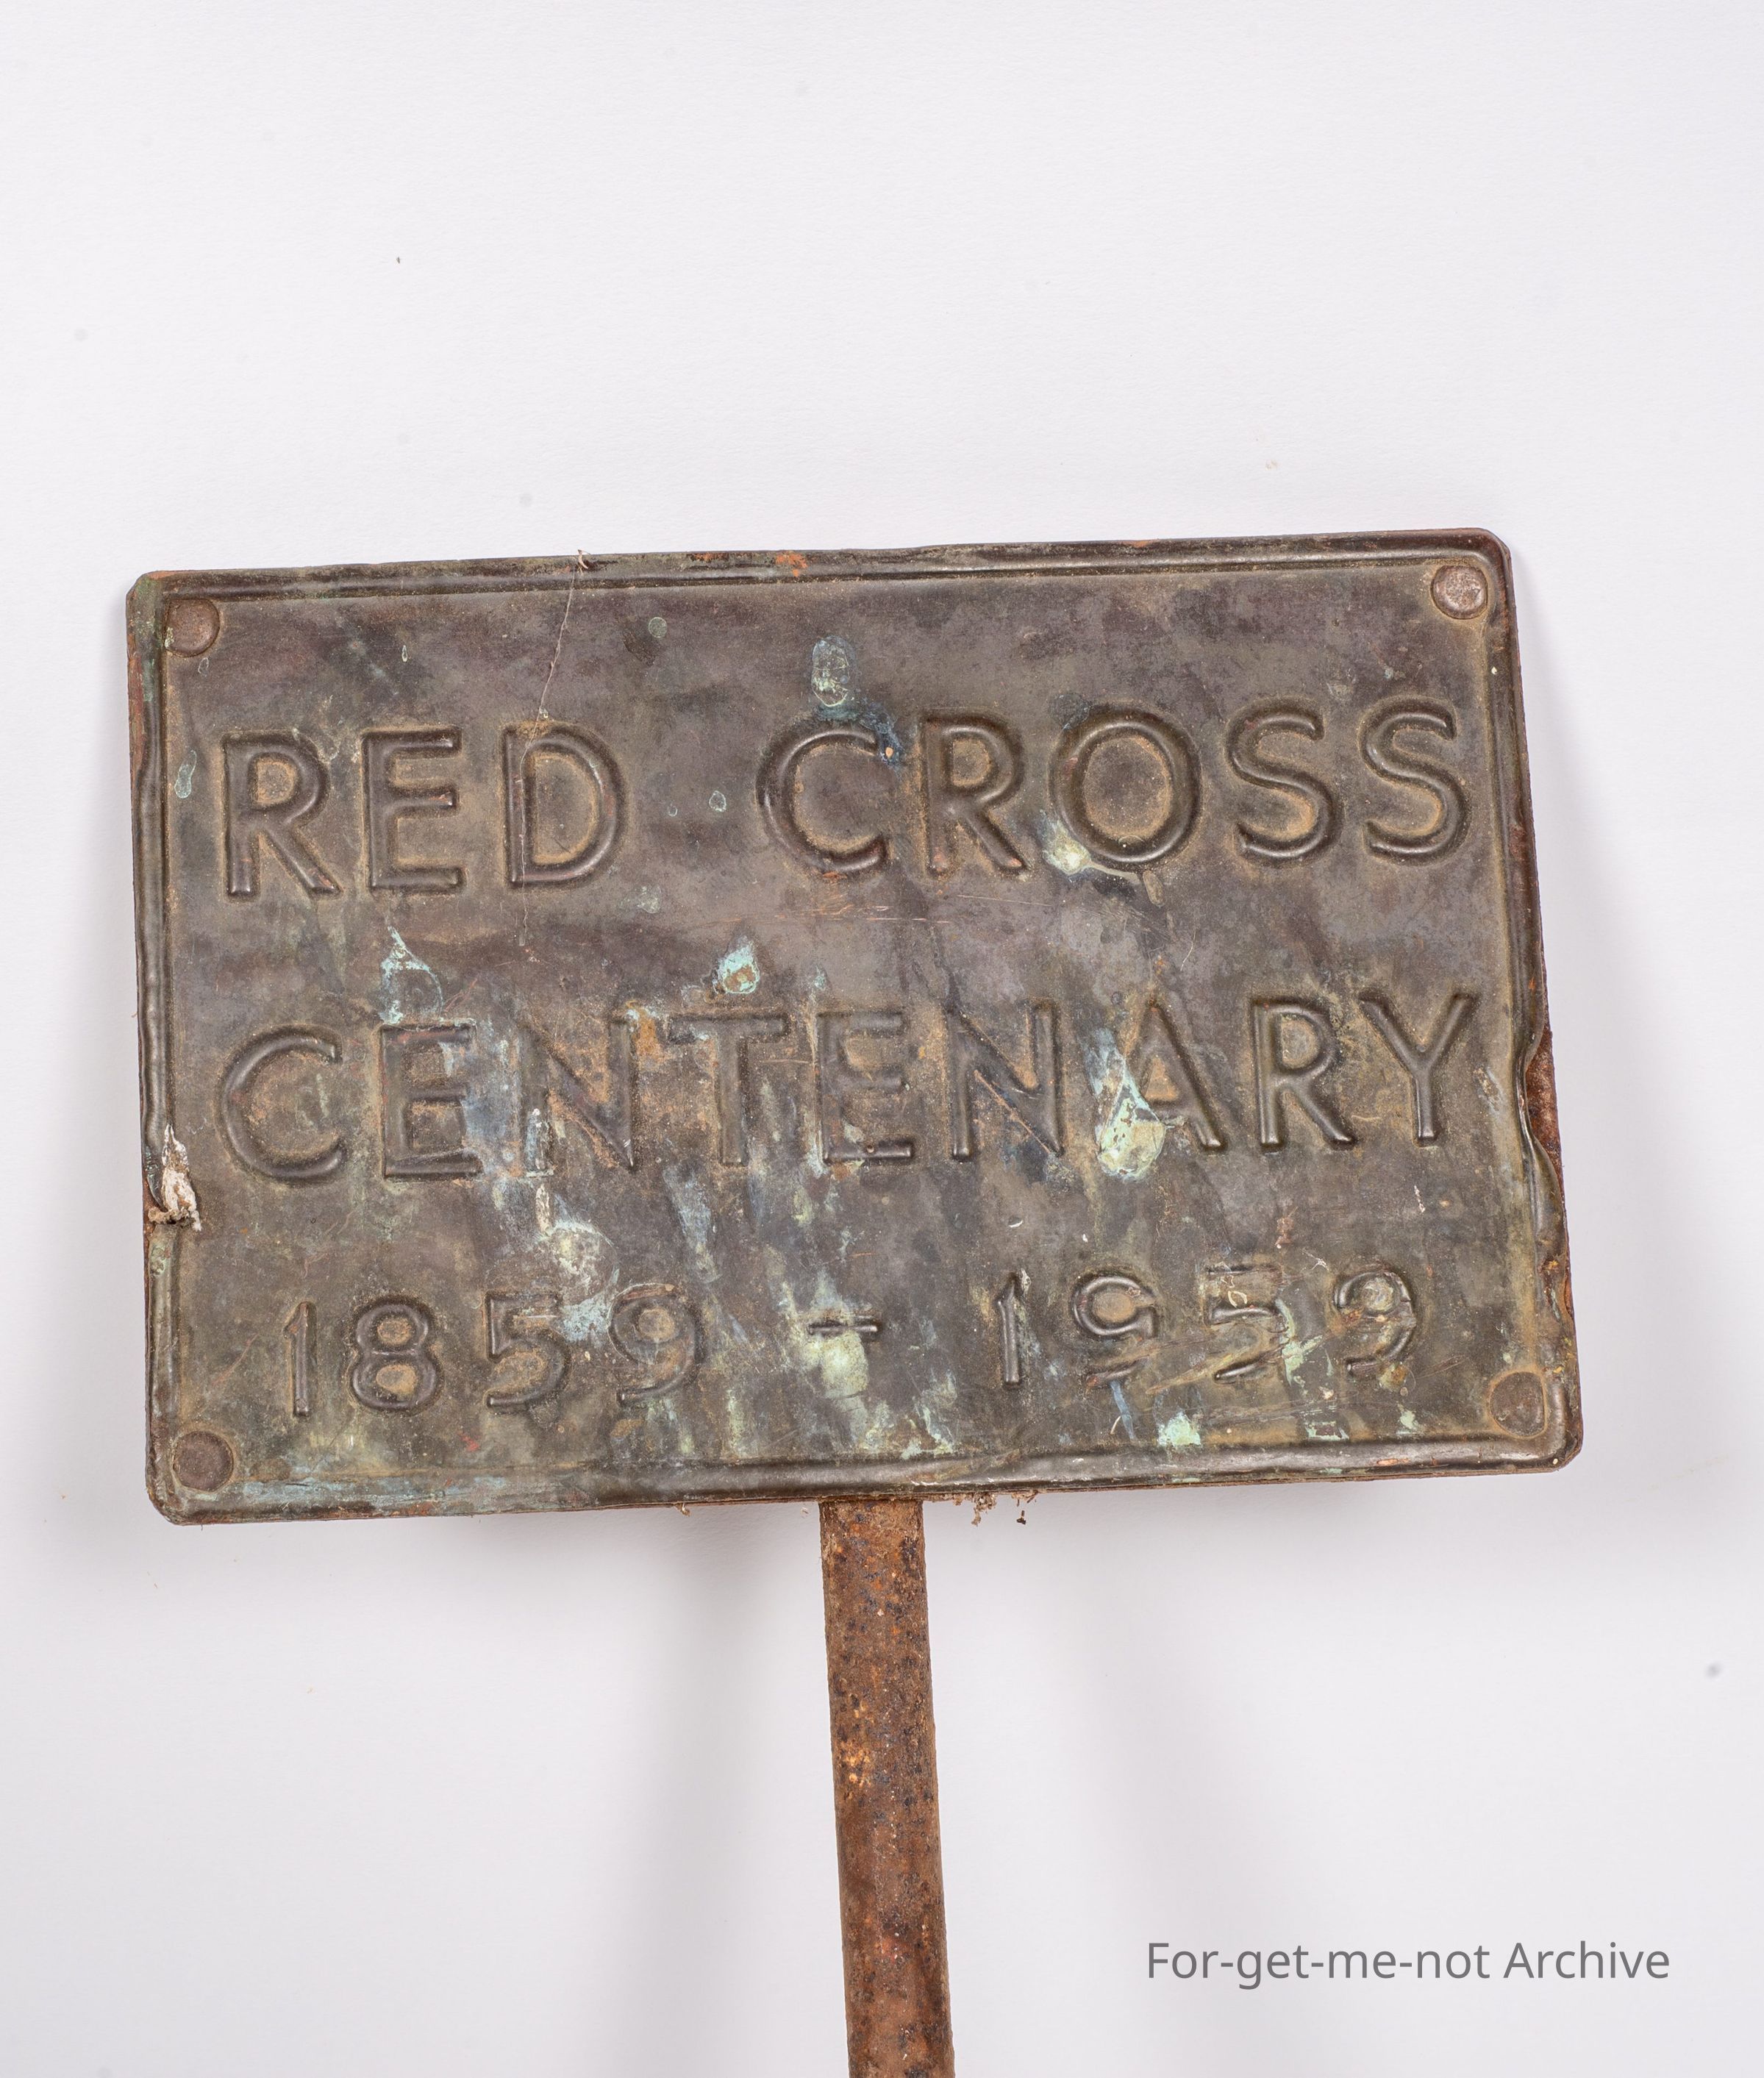 RED CROSS
CENTENARY
1859 - 1959
For-get-me-not Archive